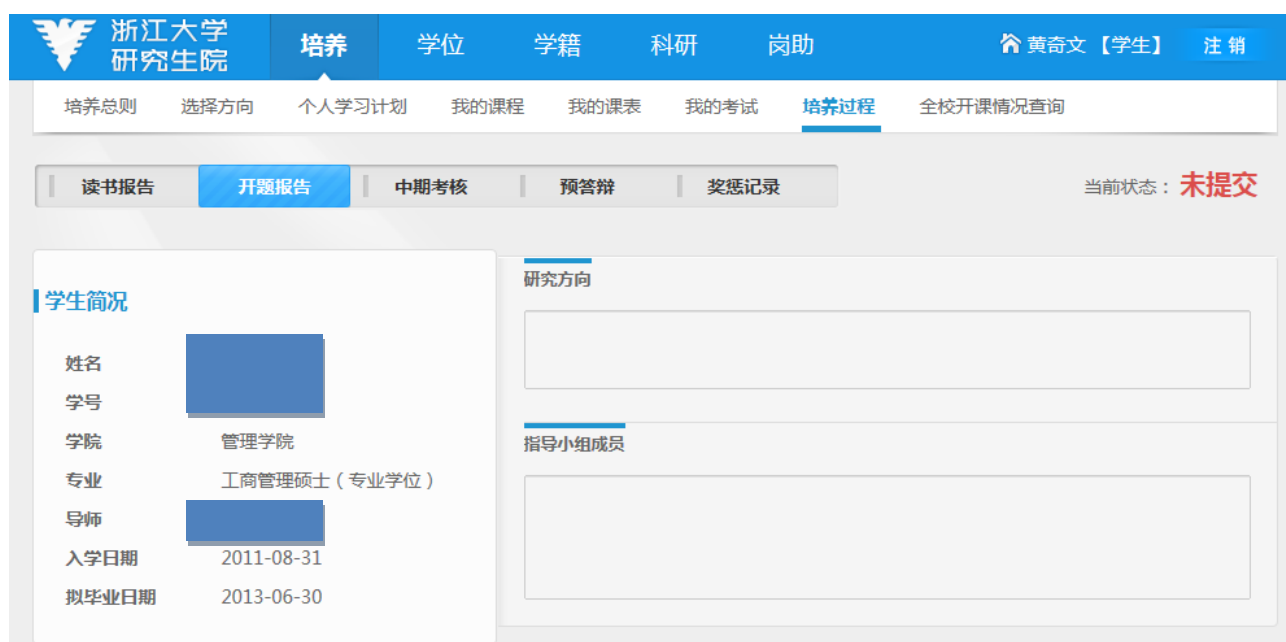 浙江大学
研究生院
培养 学位 学籍 科研 岗助 黄奇文【学生】 注 销
培养总则 选择方向 个人学习计划 我的课程 我的课表 我的考试 培养过程 全校开课情况查询
读书报告 开题报告 中期考核 预答辩 奖惩记录 当前状态： 未提交
学生简况
姓名
学号
学院 管理学院
专业 工商管理硕士（专业学位）
导师
入学日期 2011-08-31
拟毕业日期 2013-06-30
研究方向
指导小组成员